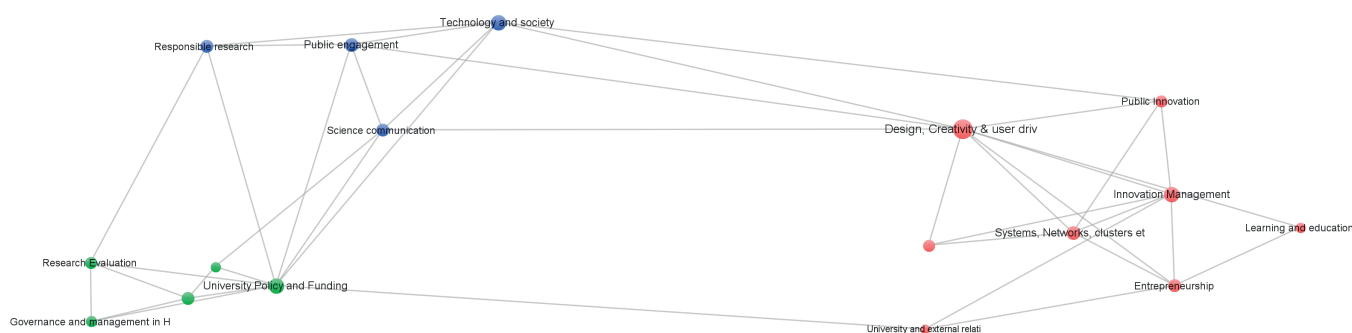 Technology and society
Responsible research
Public engagement
Public Innovation
Science communication
Design, Creativity & user driv
Innovation Management
Systems, Networks, clusters et
Learning and education
Research Evaluation
University Policy and Funding
Entrepreneurship
Governance and management in H
University and external relati